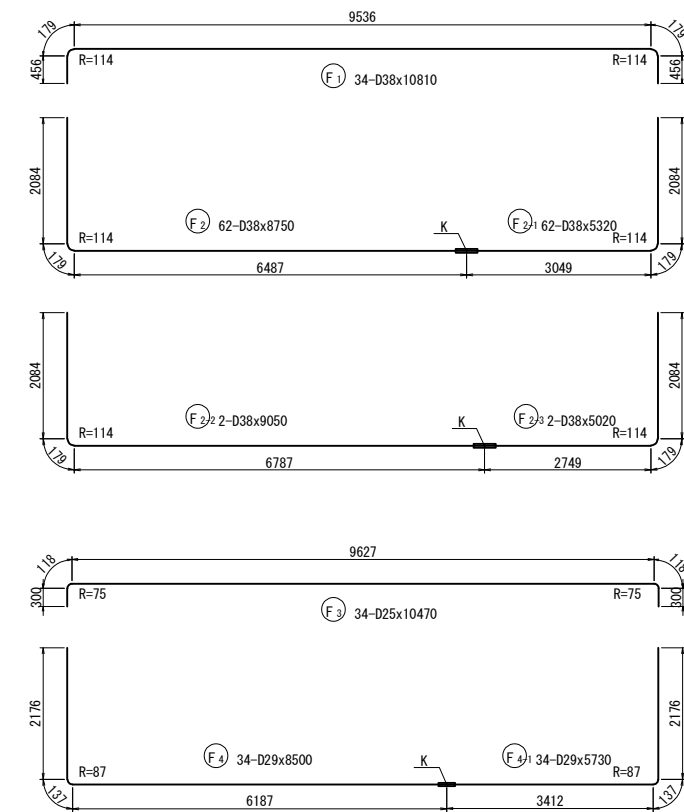 9536
179
179
456
R=114
R=114
456
F1 34-D38x10810
2084
2084
F2 62-D38x8750
K
F2-1 62-D38x5320
R=114
R=114
179
6487
3049
179
2084
2084
F2-2 2-D38x9050
K
F2-3 2-D38x5020
R=114
R=114
179
6787
2749
179
9627
118
118
300
R=75
R=75
300
F3 34-D25x10470
2176
2176
F4 34-D29x8500
K
F4-1 34-D29x5730
R=87
R=87
137
6187
3412
137